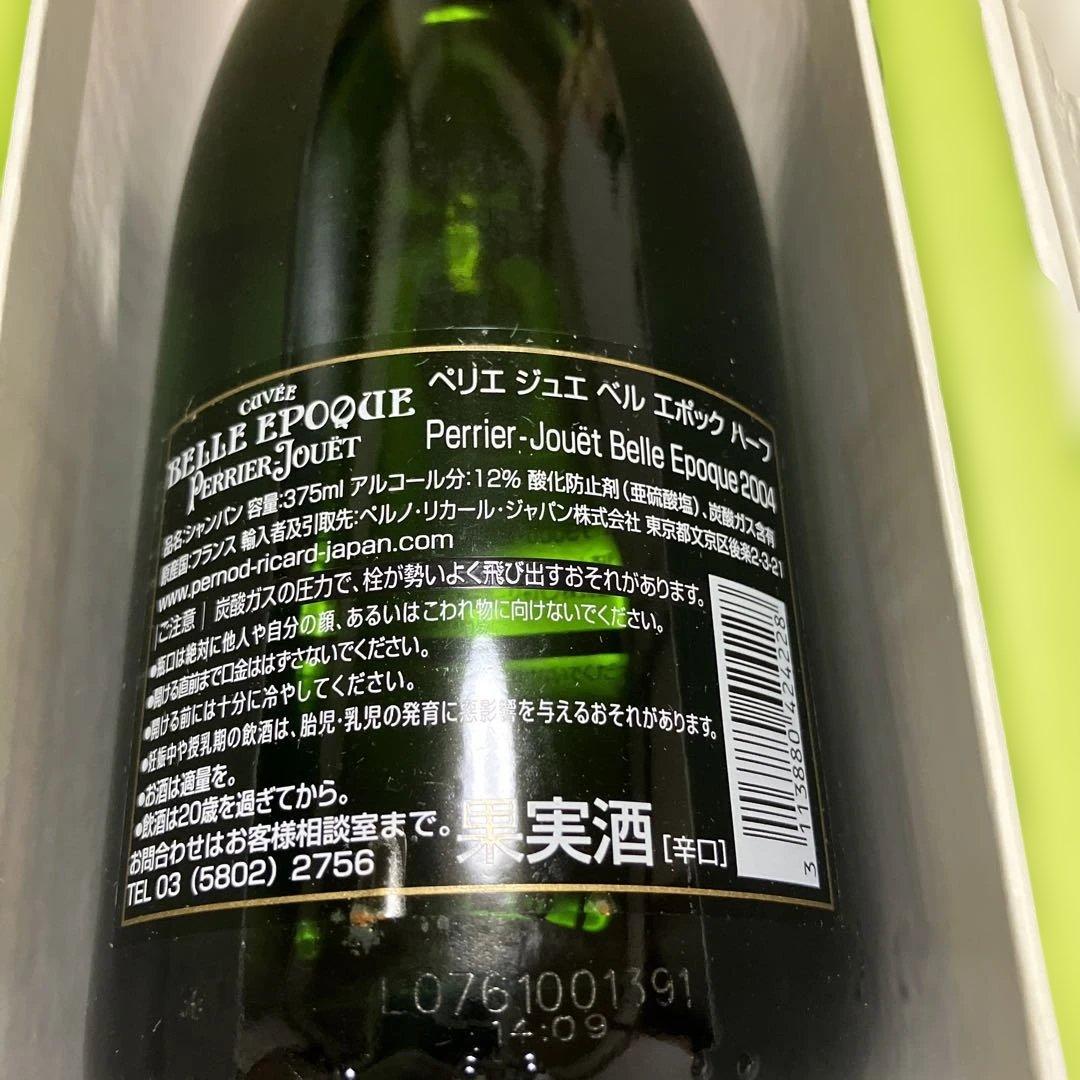 CUVÉE
BELLE EPOQUE
PERRIER-JOUËT
ペリエ ジュエ ベル エポック ハーフ
Perrier-Jouët Belle Epoque 2004
品名:シャンパン 容量:375ml アルコール分:12% 酸化防止剤(亜硫酸塩)、炭酸ガス含有
原産国:フランス 輸入者及引取先:ペルノ・リカール・ジャパン株式会社 東京都文京区後楽2-3-21
www.pernod-ricard-japan.com
ご注意 炭酸ガスの圧力で、栓が勢いよく飛び出すおそれがあります。
●瓶口は絶対に他人や自分の顔、あるいはこわれ物に向けないでください。
●開ける直前まで口金ははずさないでください。
●開ける前には十分に冷やしてください。
●妊娠中や授乳期の飲酒は、胎児・乳児の発育に悪影響を与えるおそれがあります。
●お酒は適量を。
●飲酒は20歳を過ぎてから。
お問合わせはお客様相談室まで。
TEL 03 (5802) 2756
果実酒 [辛口]
3 113880 424228
L0761001391
14:09